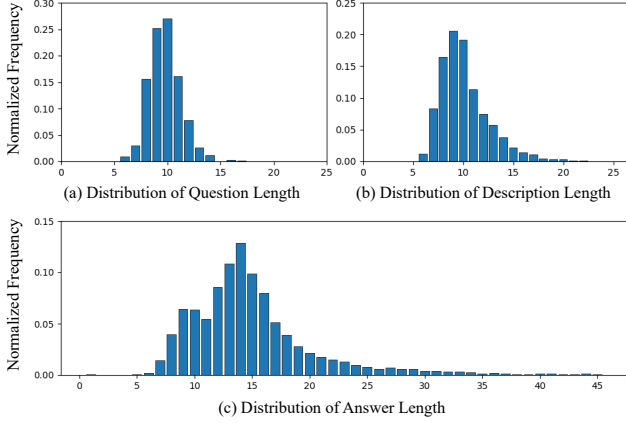 0.30
0.25
0.20
0.15
0.10
0.05
0.00
0 5 10 15 20 25
Normalized Frequency
(a) Distribution of Question Length
0.25
0.20
0.15
0.10
0.05
0.00
0 5 10 15 20 25
(b) Distribution of Description Length
0.15
0.10
0.05
0.00
0 5 10 15 20 25 30 35 40 45
Normalized Frequency
(c) Distribution of Answer Length